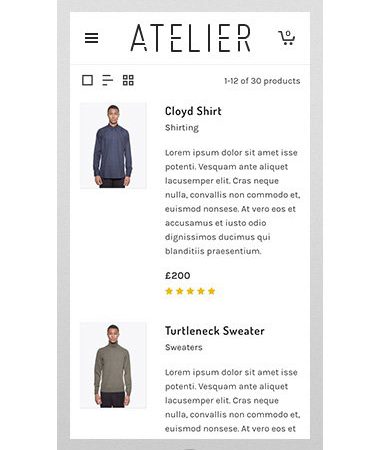 ATELIER
0
1-12 of 30 products
Cloyd Shirt
Shirting
Lorem ipsum dolor sit amet isse
potenti. Vesquam ante aliquet
lacusemper elit. Cras neque
nulla, convallis non commodo et,
euismod nonsese. At vero eos et
accusamus et iusto odio
dignissimos ducimus qui
blanditiis praesentium.
£200
Turtleneck Sweater
Sweaters
Lorem ipsum dolor sit amet isse
potenti. Vesquam ante aliquet
lacusemper elit. Cras neque
nulla, convallis non commodo et,
euismod nonsese. At vero eos et